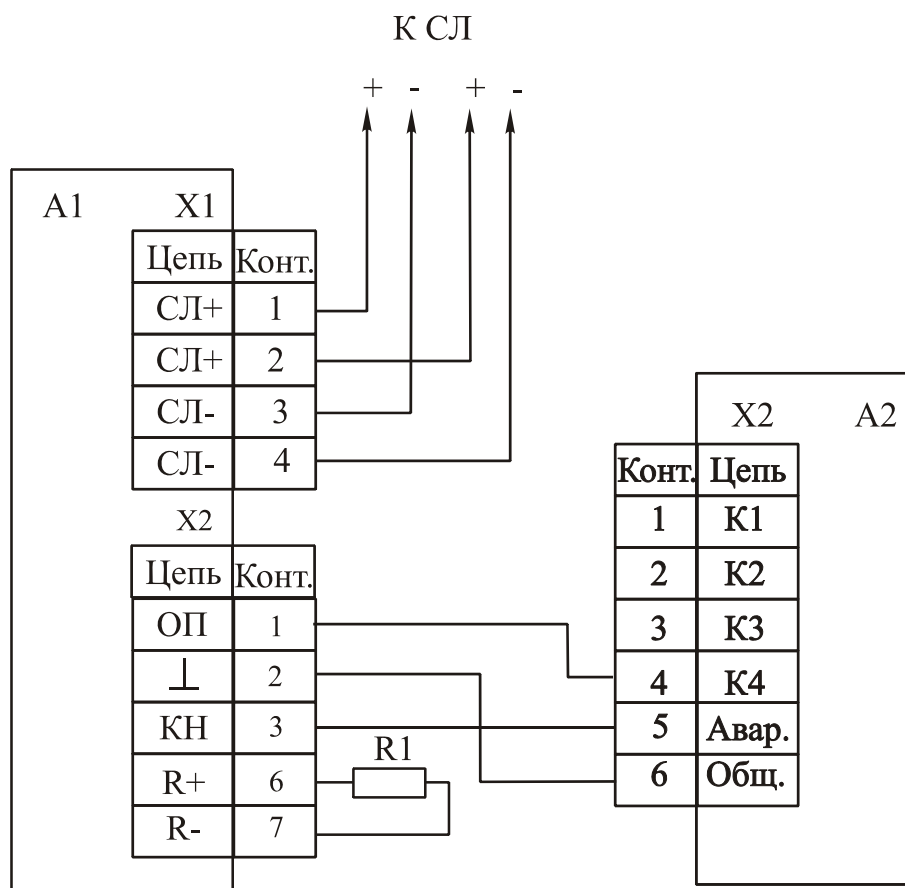 К СЛ
+ - + -
А1 Х1
Цепь Конт.
СЛ+ 1
СЛ+ 2
СЛ- 3
СЛ- 4
Х2
Цепь Конт.
ОП 1
⊥ 2
КН 3
R+ 6
R- 7
R1
Х2 А2
Конт. Цепь
1 К1
2 К2
3 К3
4 К4
5 Авар.
6 Общ.